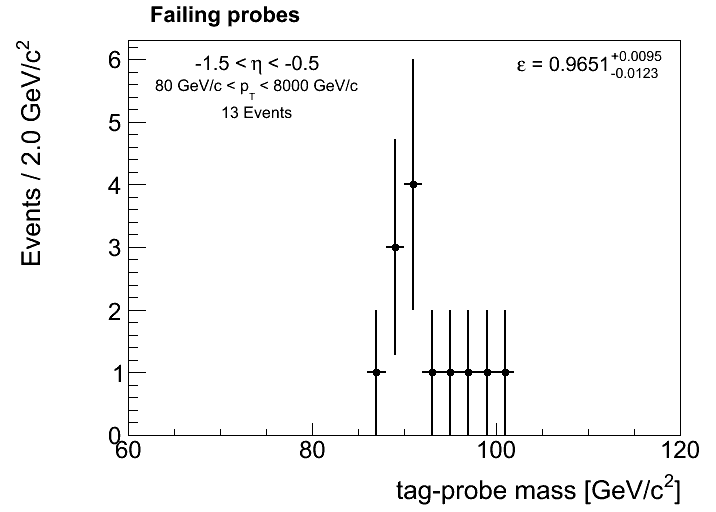 Failing probes
Events / 2.0 GeV/c²
-1.5 < η < -0.5
80 GeV/c < p_T < 8000 GeV/c
13 Events
ε = 0.9651 +0.0095 -0.0123
6
5
4
3
2
1
0
60 80 100 120
tag-probe mass [GeV/c²]